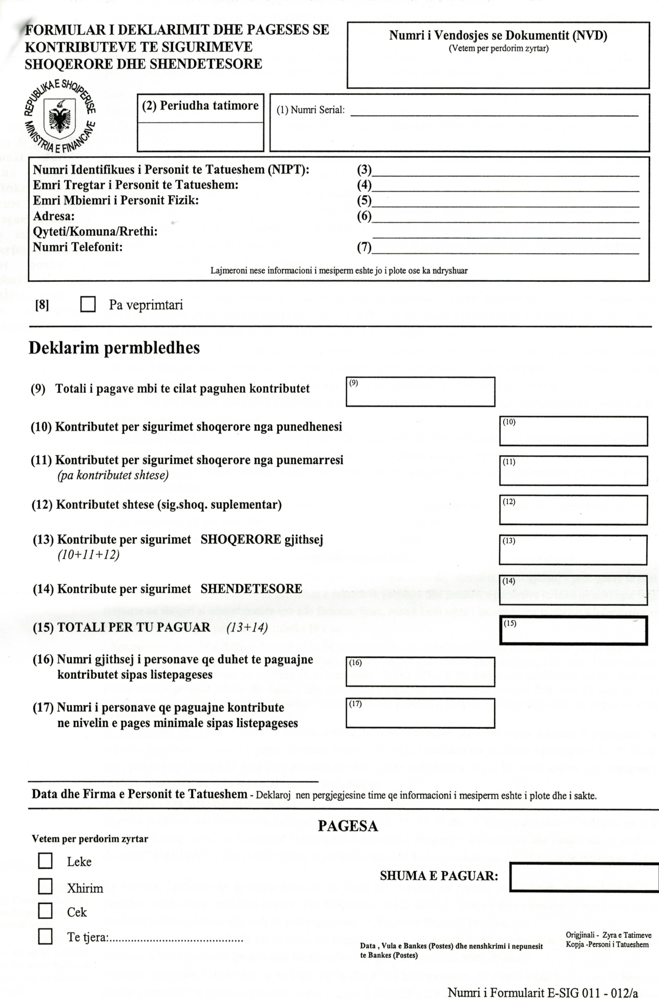 FORMULAR I DEKLARIMIT DHE PAGESES SE
KONTRIBUTEVE TE SIGURIMEVE
SHOQERORE DHE SHENDETESORE
Numri i Vendosjes se Dokumentit (NVD)
(Vetem per perdorim zyrtar)
REPUBLIKA E SHQIPERISE
MINISTRIA E FINANCAVE
(2) Periudha tatimore
(1) Numri Serial:
Numri Identifikues i Personit te Tatueshem (NIPT): (3)
Emri Tregtar i Personit te Tatueshem: (4)
Emri Mbiemri i Personit Fizik: (5)
Adresa: (6)
Qyteti/Komuna/Rrethi:
Numri Telefonit: (7)
Lajmeroni nese informacioni i mesiperm eshte jo i plote ose ka ndryshuar
[8] Pa veprimtari
Deklarim permbledhes
(9) Totali i pagave mbi te cilat paguhen kontributet (9)
(10) Kontributet per sigurimet shoqerore nga punedhenesi (10)
(11) Kontributet per sigurimet shoqerore nga punemarresi (11)
(pa kontributet shtese)
(12) Kontributet shtese (sig.shoq. suplementar) (12)
(13) Kontribute per sigurimet SHOQERORE gjithsej (13)
(10+11+12)
(14) Kontribute per sigurimet SHENDETESORE (14)
(15) TOTALI PER TU PAGUAR (13+14) (15)
(16) Numri gjithsej i personave qe duhet te paguajne (16)
kontributet sipas listepageses
(17) Numri i personave qe paguajne kontribute (17)
ne nivelin e pages minimale sipas listepageses
Data dhe Firma e Personit te Tatueshem - Deklaroj nen pergjegjesine time qe informacioni i mesiperm eshte i plote dhe i sakte.
PAGESA
Vetem per perdorim zyrtar
Leke
SHUMA E PAGUAR:
Xhirim
Cek
Te tjera:............................................
Data , Vula e Bankes (Postes) dhe nenshkrimi i nepunesit
te Bankes (Postes)
Origjinali - Zyra e Tatimeve
Kopja -Personi i Tatueshem
Numri i Formularit E-SIG 011 - 012/a